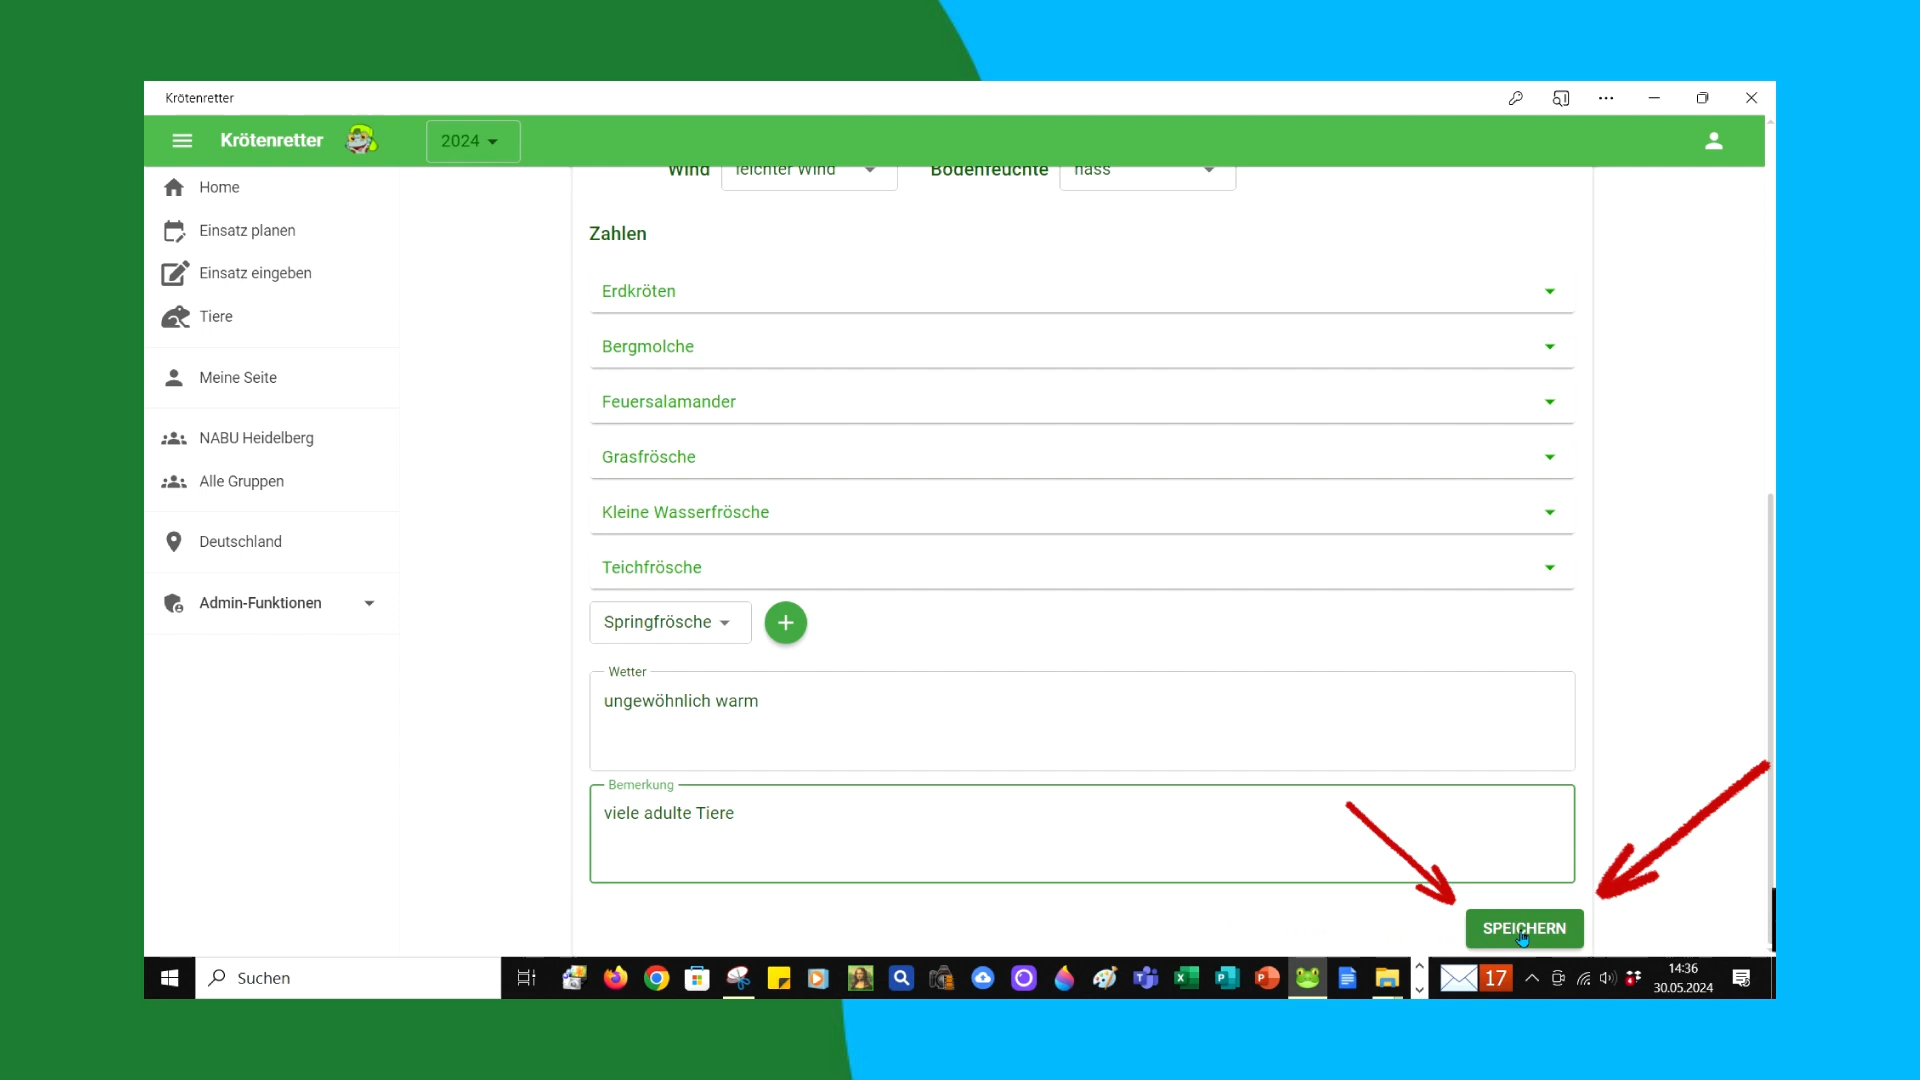 Krötenretter
Krötenretter 2024
Wind leichter Wind Bodenfeuchte nass
Home
Einsatz planen
Einsatz eingeben
Tiere
Meine Seite
NABU Heidelberg
Alle Gruppen
Deutschland
Admin-Funktionen
Zahlen
Erdkröten
Bergmolche
Feuersalamander
Grasfrösche
Kleine Wasserfrösche
Teichfrösche
Springfrösche +
Wetter
ungewöhnlich warm
Bemerkung
viele adulte Tiere
SPEICHERN
Suchen
17
14:36
30.05.2024